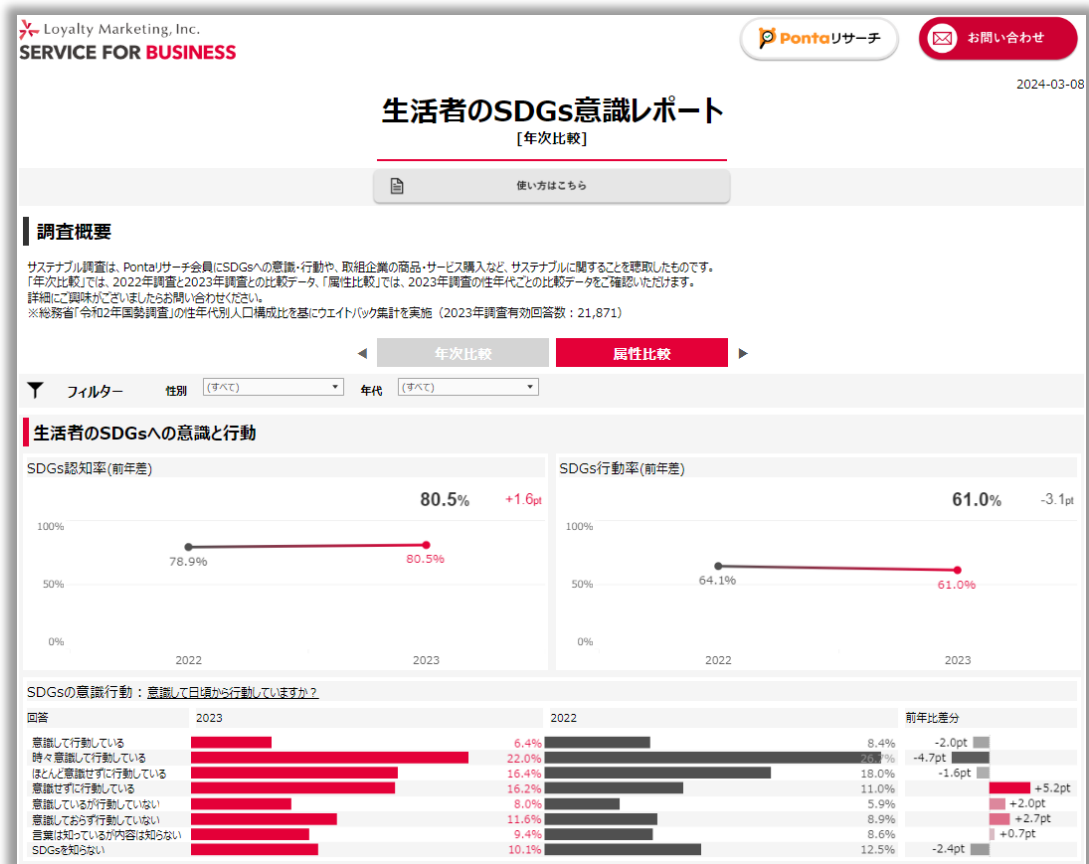 Loyalty Marketing, Inc.
SERVICE FOR BUSINESS
Pontaリサーチ
お問い合わせ
2024-03-08
生活者のSDGs意識レポート
[年次比較]
使い方はこちら
調査概要
サステナブル調査は、Pontaリサーチ会員にSDGsへの意識・行動や、取組企業の商品・サービス購入など、サステナブルに関することを聴取したものです。
「年次比較」では、2022年調査と2023年調査との比較データ、「属性比較」では、2023年調査の性年代ごとの比較データをご確認いただけます。
詳細にご興味がございましたらお問い合わせください。
※総務省「令和2年国勢調査」の性年代別人口構成比を基にウエイトバック集計を実施（2023年調査有効回答数：21,871）
年次比較 属性比較
フィルター 性別 (すべて) 年代 (すべて)
生活者のSDGsへの意識と行動
SDGs認知率(前年差)
80.5% +1.6pt
100%
78.9% 80.5%
50%
0%
2022 2023
SDGs行動率(前年差)
61.0% -3.1pt
100%
64.1% 61.0%
50%
0%
2022 2023
SDGsの意識行動：意識して日頃から行動していますか？
回答 2023 2022 前年比差分
意識して行動している 6.4% 8.4% -2.0pt
時々意識して行動している 22.0% 26.7% -4.7pt
ほとんど意識せずに行動している 16.4% 18.0% -1.6pt
意識せずに行動している 16.2% 11.0% +5.2pt
意識しているが行動していない 8.0% 5.9% +2.0pt
意識しておらず行動していない 11.6% 8.9% +2.7pt
言葉は知っているが内容は知らない 9.4% 8.6% +0.7pt
SDGsを知らない 10.1% 12.5% -2.4pt